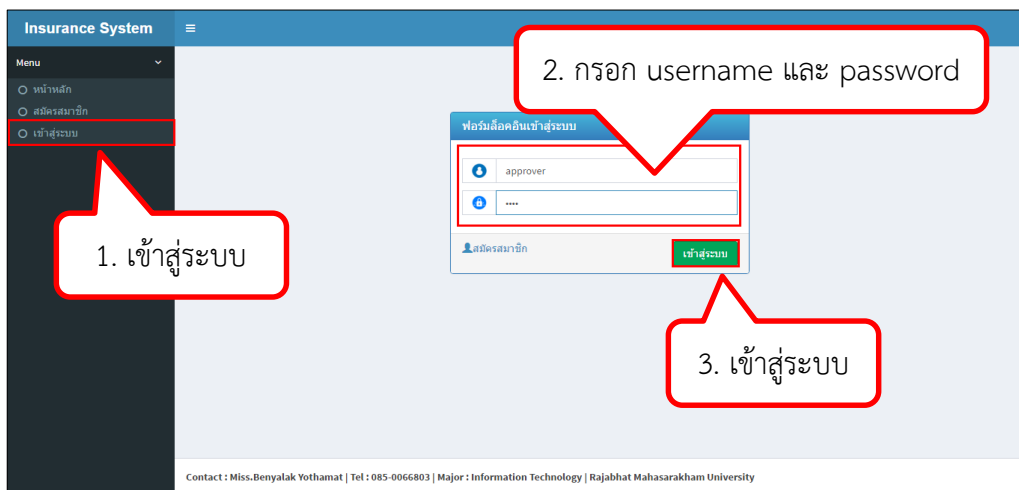 Insurance System
Menu
หน้าหลัก
สมัครสมาชิก
เข้าสู่ระบบ
1. เข้าสู่ระบบ
2. กรอก username และ password
ฟอร์มล็อคอินเข้าสู่ระบบ
approver
....
สมัครสมาชิก
เข้าสู่ระบบ
3. เข้าสู่ระบบ
Contact : Miss.Benyalak Yothamat | Tel : 085-0066803 | Major : Information Technology | Rajabhat Mahasarakham University